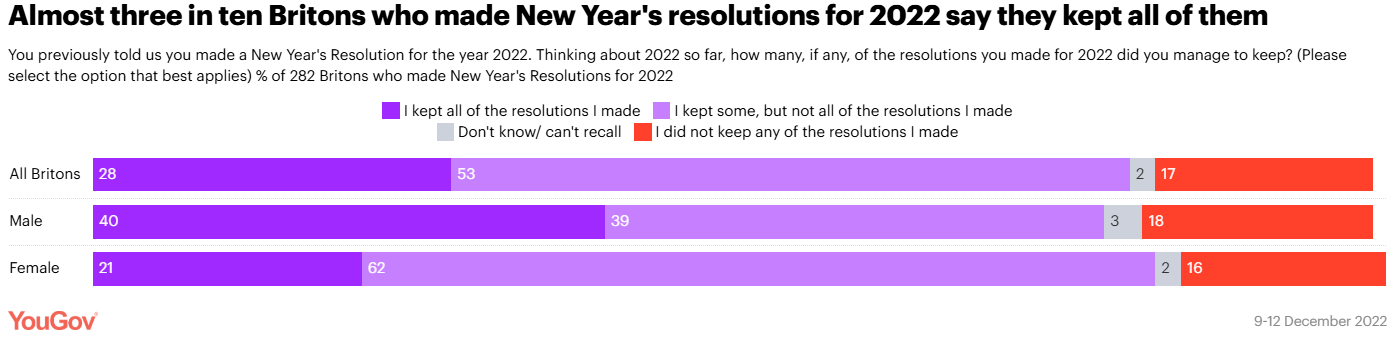 Almost three in ten Britons who made New Year's resolutions for 2022 say they kept all of them
You previously told us you made a New Year's Resolution for the year 2022. Thinking about 2022 so far, how many, if any, of the resolutions you made for 2022 did you manage to keep? (Please
select the option that best applies) % of 282 Britons who made New Year's Resolutions for 2022
I kept all of the resolutions I made I kept some, but not all of the resolutions I made
Don't know/ can't recall I did not keep any of the resolutions I made
All Britons 28 53 2 17
Male 40 39 3 18
Female 21 62 2 16
YouGov 9-12 December 2022